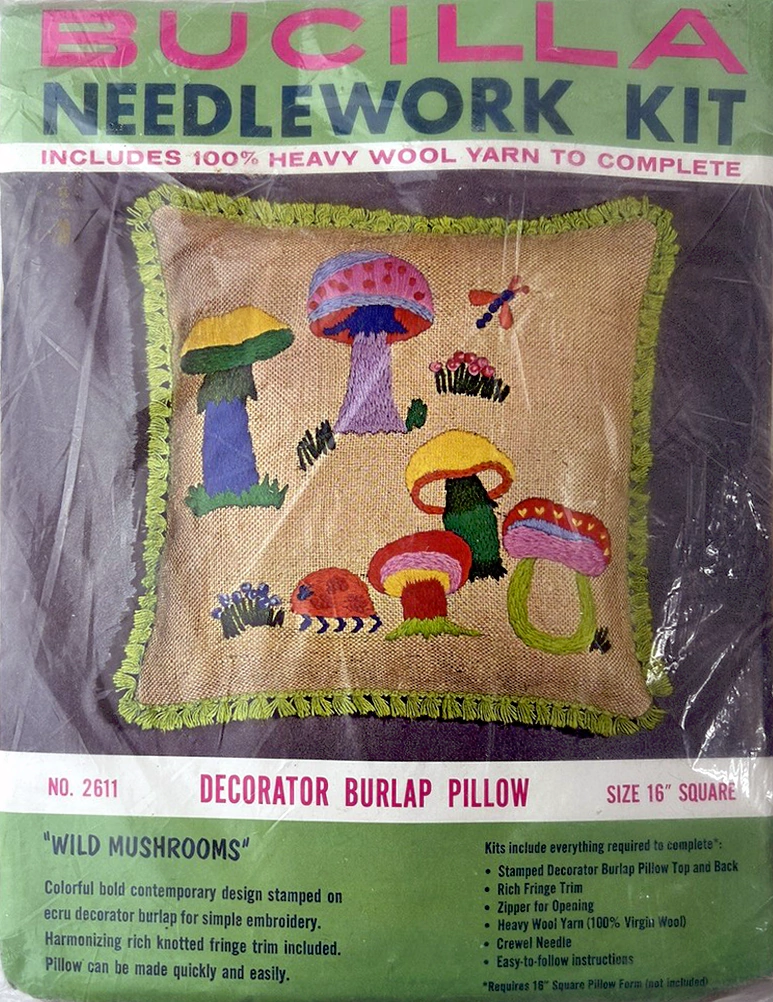 BUCILLA
NEEDLEWORK KIT
INCLUDES 100% HEAVY WOOL YARN TO COMPLETE
NO. 2611
DECORATOR BURLAP PILLOW
SIZE 16" SQUARE
"WILD MUSHROOMS"
Colorful bold contemporary design stamped on
ecru decorator burlap for simple embroidery.
Harmonizing rich knotted fringe trim included.
Pillow can be made quickly and easily.
Kits include everything required to complete*:
• Stamped Decorator Burlap Pillow Top and Back
• Rich Fringe Trim
• Zipper for Opening
• Heavy Wool Yarn (100% Virgin Wool)
• Crewel Needle
• Easy-to-follow instructions
*Requires 16" Square Pillow Form (not included)